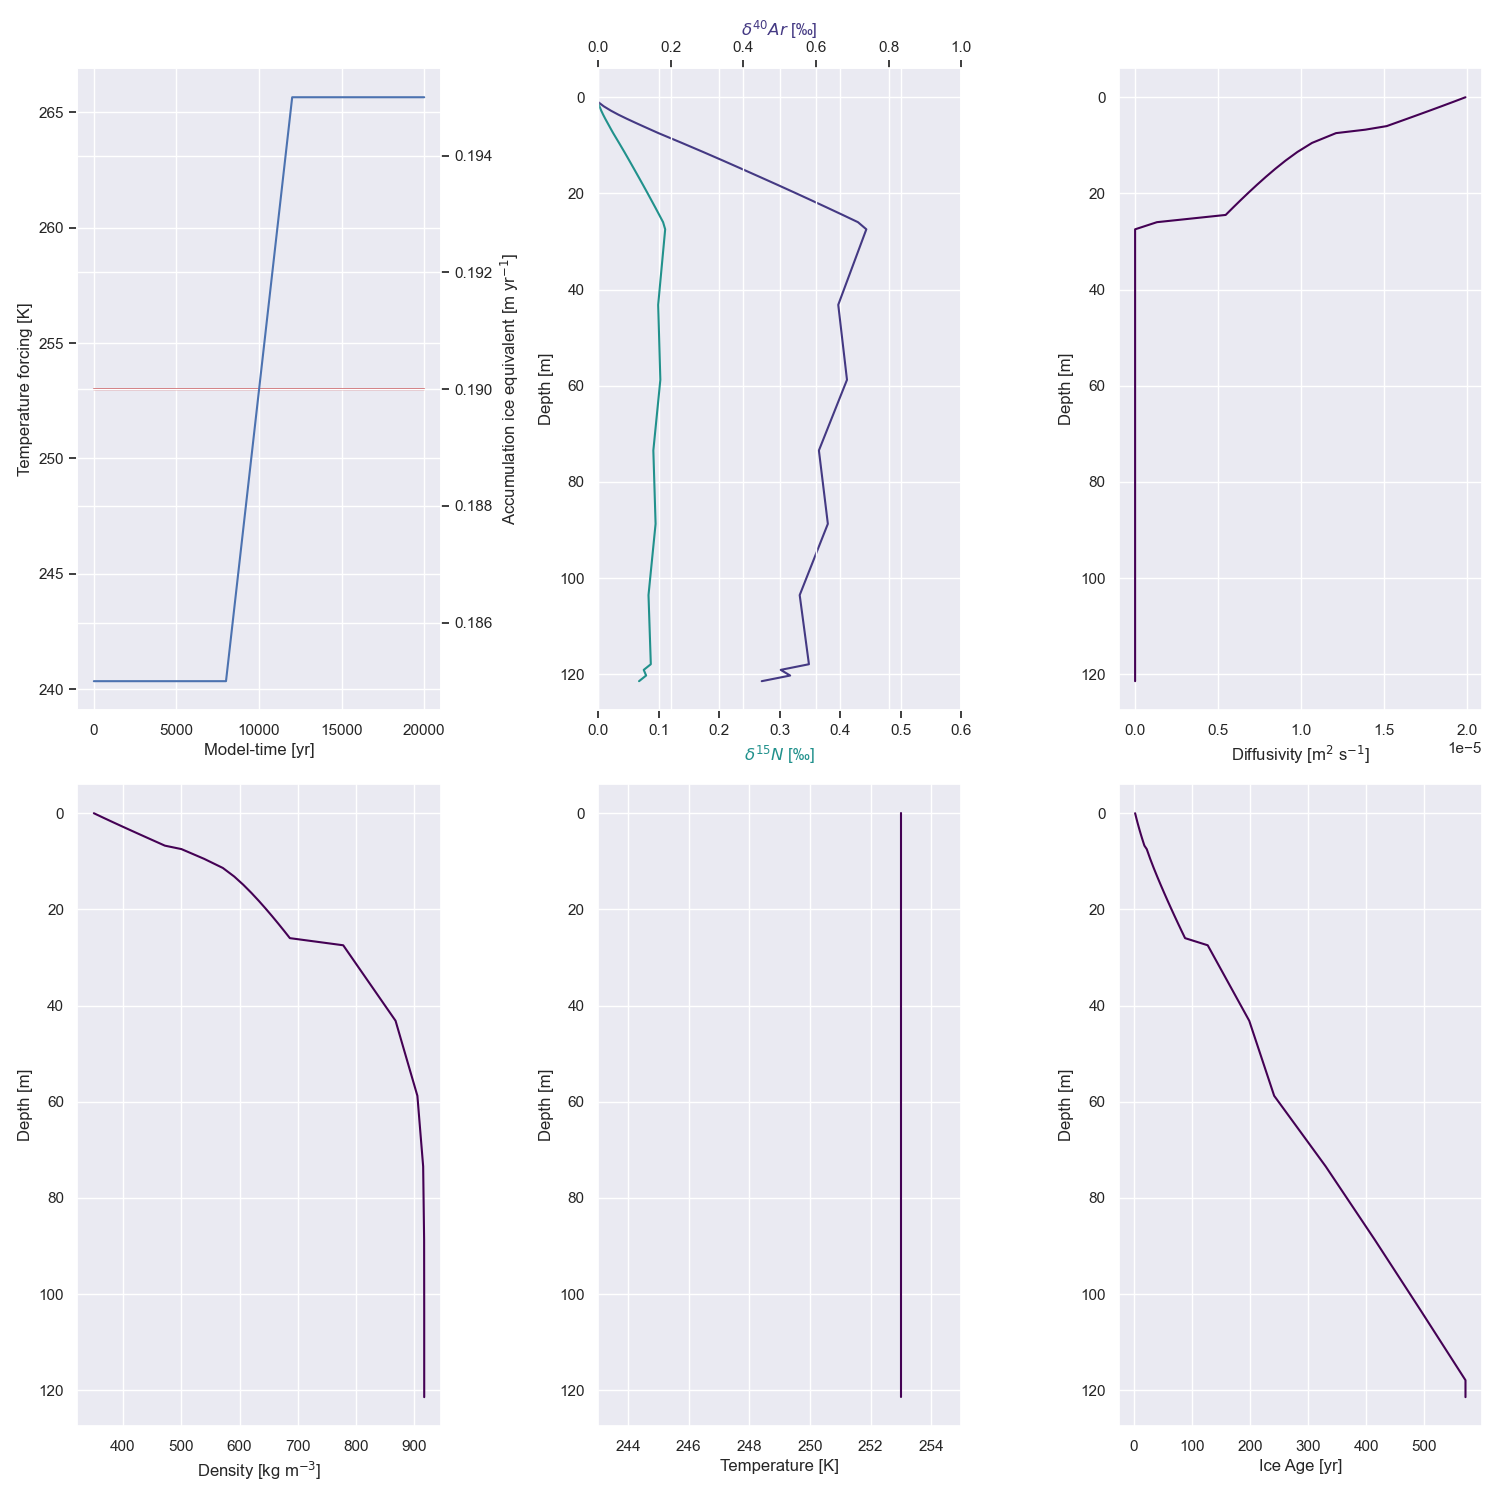 265
260
255
250
245
240
Temperature forcing [K]
0 5000 10000 15000 20000
Model-time [yr]
0.194
0.192
0.190
0.188
0.186
Accumulation ice equivalent [m yr⁻¹]
δ⁴⁰Ar [‰]
0.0 0.2 0.4 0.6 0.8 1.0
0
20
40
60
80
100
120
Depth [m]
0.0 0.1 0.2 0.3 0.4 0.5 0.6
δ¹⁵N [‰]
0
20
40
60
80
100
120
Depth [m]
0.0 0.5 1.0 1.5 2.0
1e−5
Diffusivity [m² s⁻¹]
0
20
40
60
80
100
120
Depth [m]
400 500 600 700 800 900
Density [kg m⁻³]
0
20
40
60
80
100
120
Depth [m]
244 246 248 250 252 254
Temperature [K]
0
20
40
60
80
100
120
Depth [m]
0 100 200 300 400 500
Ice Age [yr]